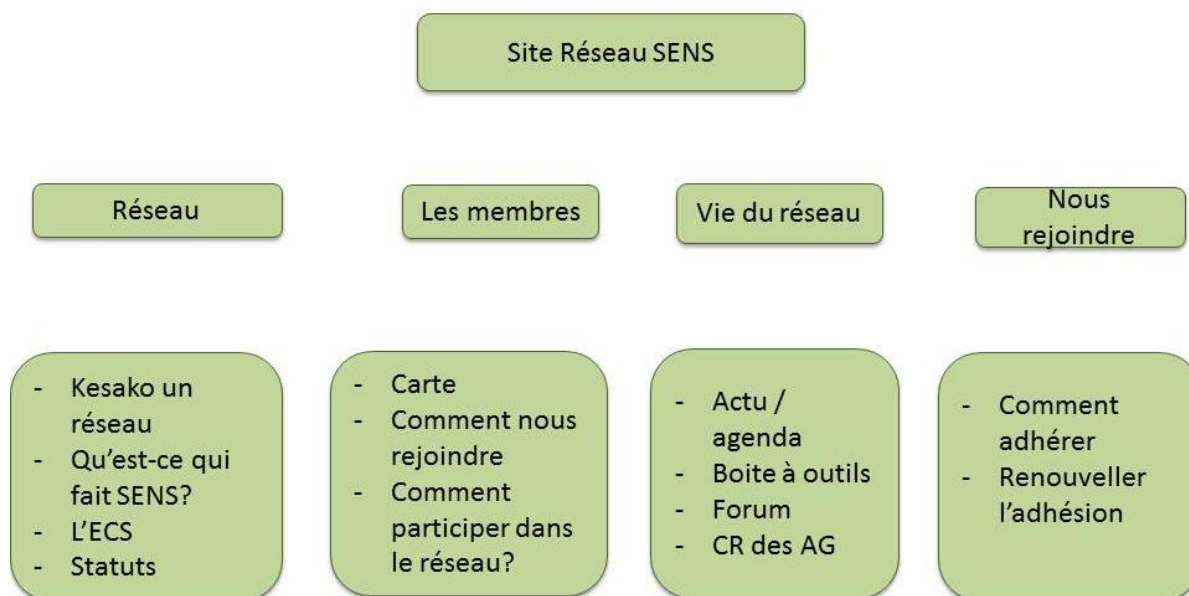 Site Réseau SENS
Réseau
Les membres
Vie du réseau
Nous
rejoindre
- Kesako un
réseau
- Qu’est-ce qui
fait SENS?
- L’ECS
- Statuts
- Carte
- Comment nous
rejoindre
- Comment
participer dans
le réseau?
- Actu /
agenda
- Boite à outils
- Forum
- CR des AG
- Comment
adhérer
- Renouveller
l’adhésion